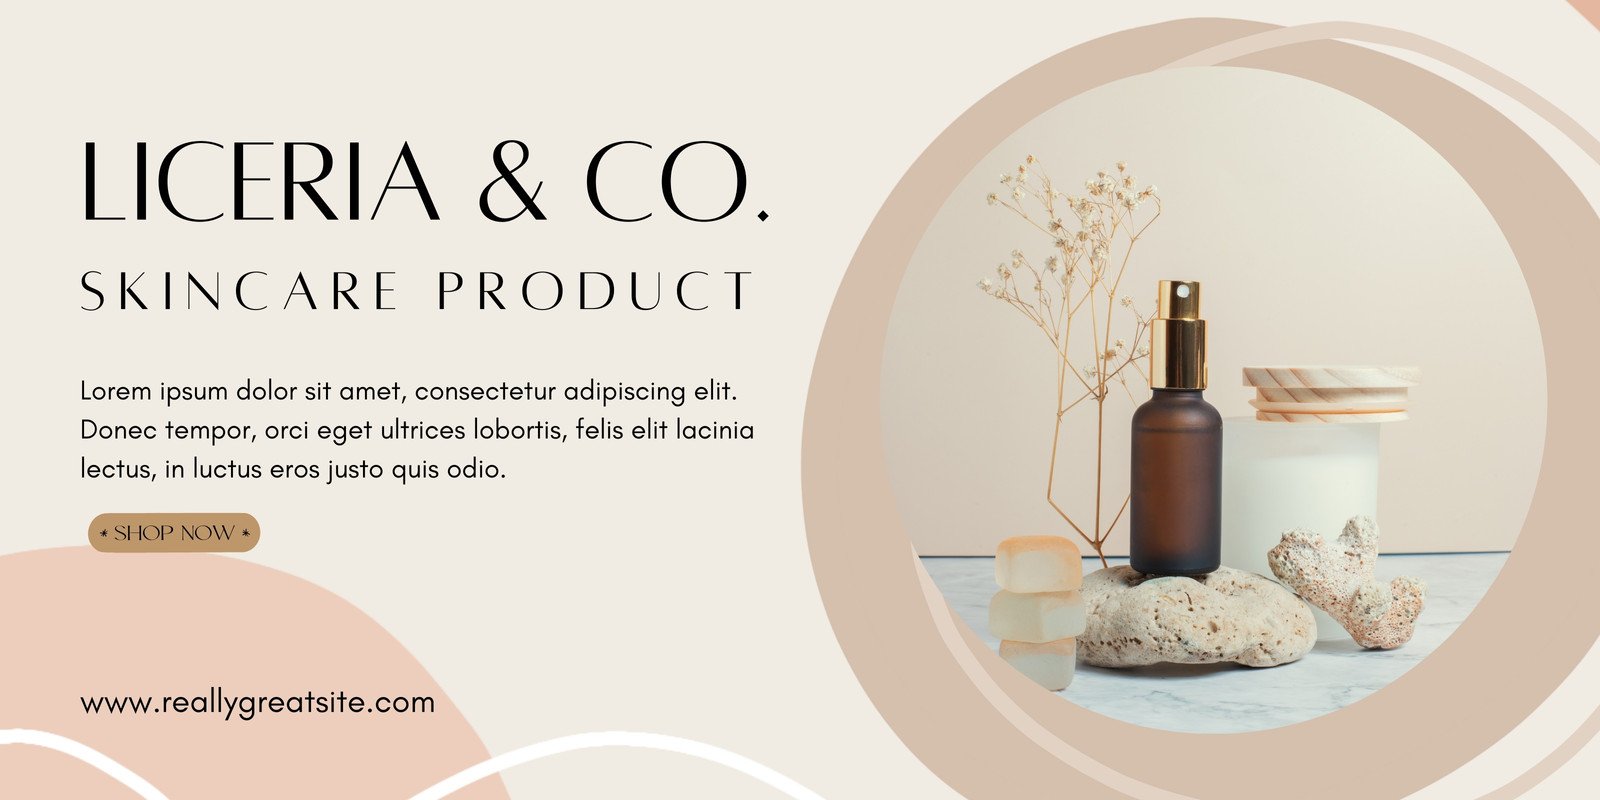 LICERIA & CO.
SKINCARE PRODUCT
Lorem ipsum dolor sit amet, consectetur adipiscing elit.
Donec tempor, orci eget ultrices lobortis, felis elit lacinia
lectus, in luctus eros justo quis odio.
* SHOP NOW *
www.reallygreatsite.com